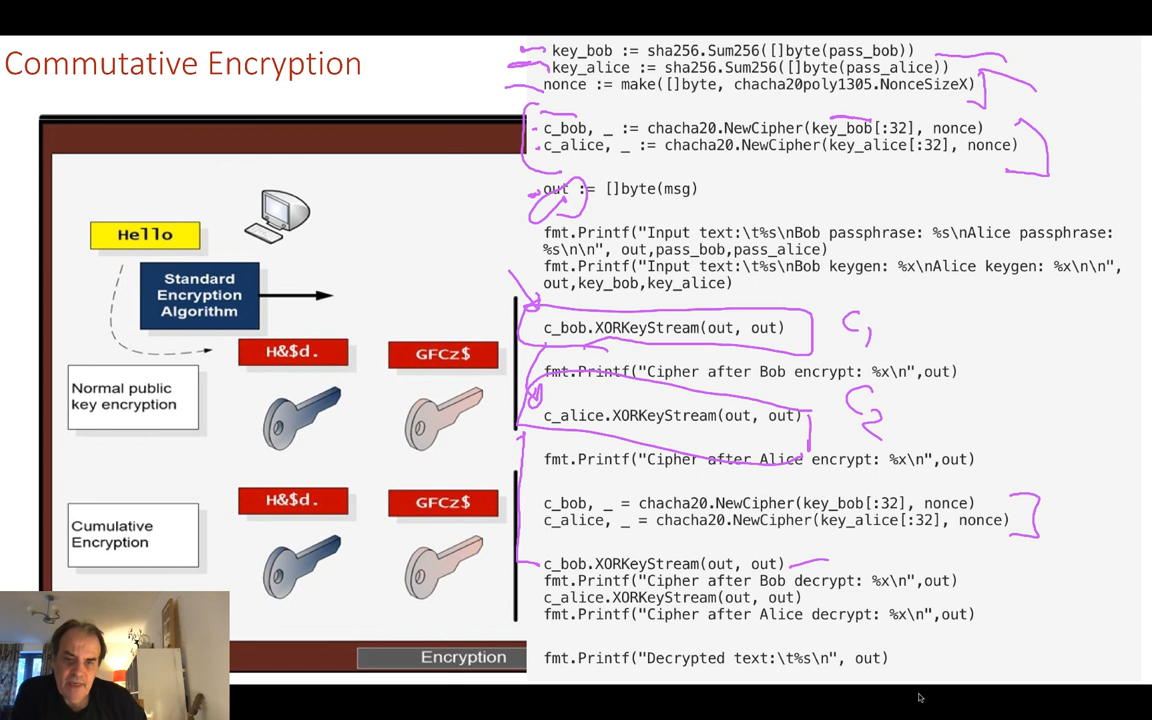 Commutative Encryption
Hello
Standard
Encryption
Algorithm
H&$d.
GFCz$
Normal public
key encryption
H&$d.
GFCz$
Cumulative
Encryption
Encryption
key_bob := sha256.Sum256([]byte(pass_bob))
key_alice := sha256.Sum256([]byte(pass_alice))
nonce := make([]byte, chacha20poly1305.NonceSizeX)
c_bob, _ := chacha20.NewCipher(key_bob[:32], nonce)
c_alice, _ := chacha20.NewCipher(key_alice[:32], nonce)
out := []byte(msg)
fmt.Printf("Input text:\t%s\nBob passphrase: %s\nAlice passphrase:
%s\n\n", out,pass_bob,pass_alice)
fmt.Printf("Input text:\t%s\nBob keygen: %x\nAlice keygen: %x\n\n",
out,key_bob,key_alice)
c_bob.XORKeyStream(out, out)
C1
fmt.Printf("Cipher after Bob encrypt: %x\n",out)
c_alice.XORKeyStream(out, out)
C2
fmt.Printf("Cipher after Alice encrypt: %x\n",out)
c_bob, _ = chacha20.NewCipher(key_bob[:32], nonce)
c_alice, _ = chacha20.NewCipher(key_alice[:32], nonce)
c_bob.XORKeyStream(out, out)
fmt.Printf("Cipher after Bob decrypt: %x\n",out)
c_alice.XORKeyStream(out, out)
fmt.Printf("Cipher after Alice decrypt: %x\n",out)
fmt.Printf("Decrypted text:\t%s\n", out)